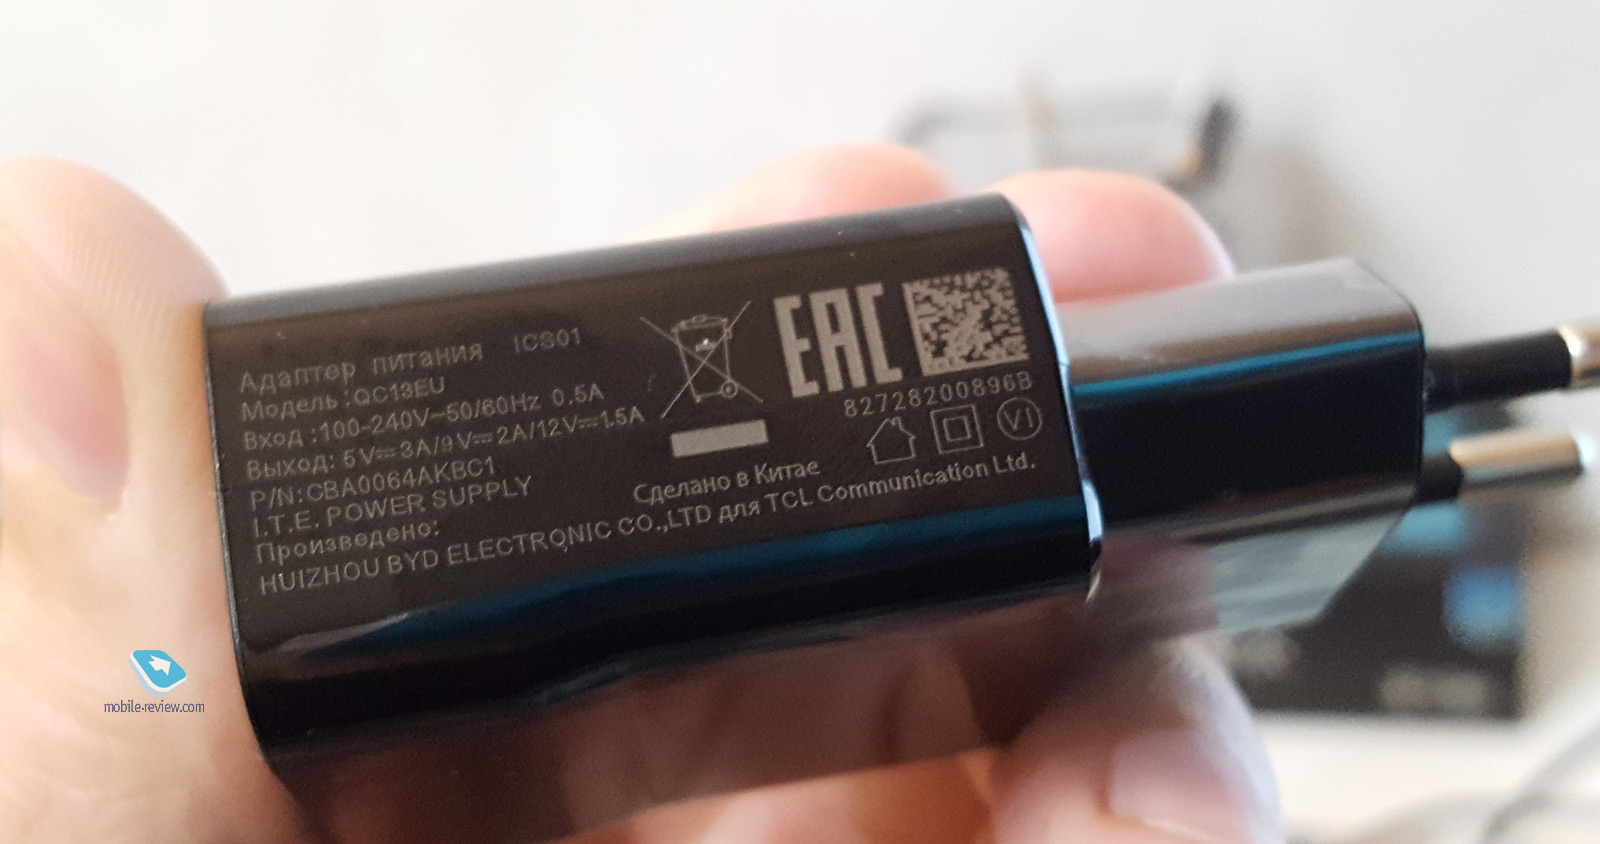 Адаптер питания ICS01
Модель:QC13EU
Вход:100-240V~50/60Hz 0.5A
Выход: 5V⎓3A/9V⎓2A/12V⎓1.5A
P/N:CBA0064AKBC1
I.T.E. POWER SUPPLY
Произведено:
HUIZHOU BYD ELECTRONIC CO.,LTD для TCL Communication Ltd.
Сделано в Китае
EAC
82728200896B
VI
mobile-review.com